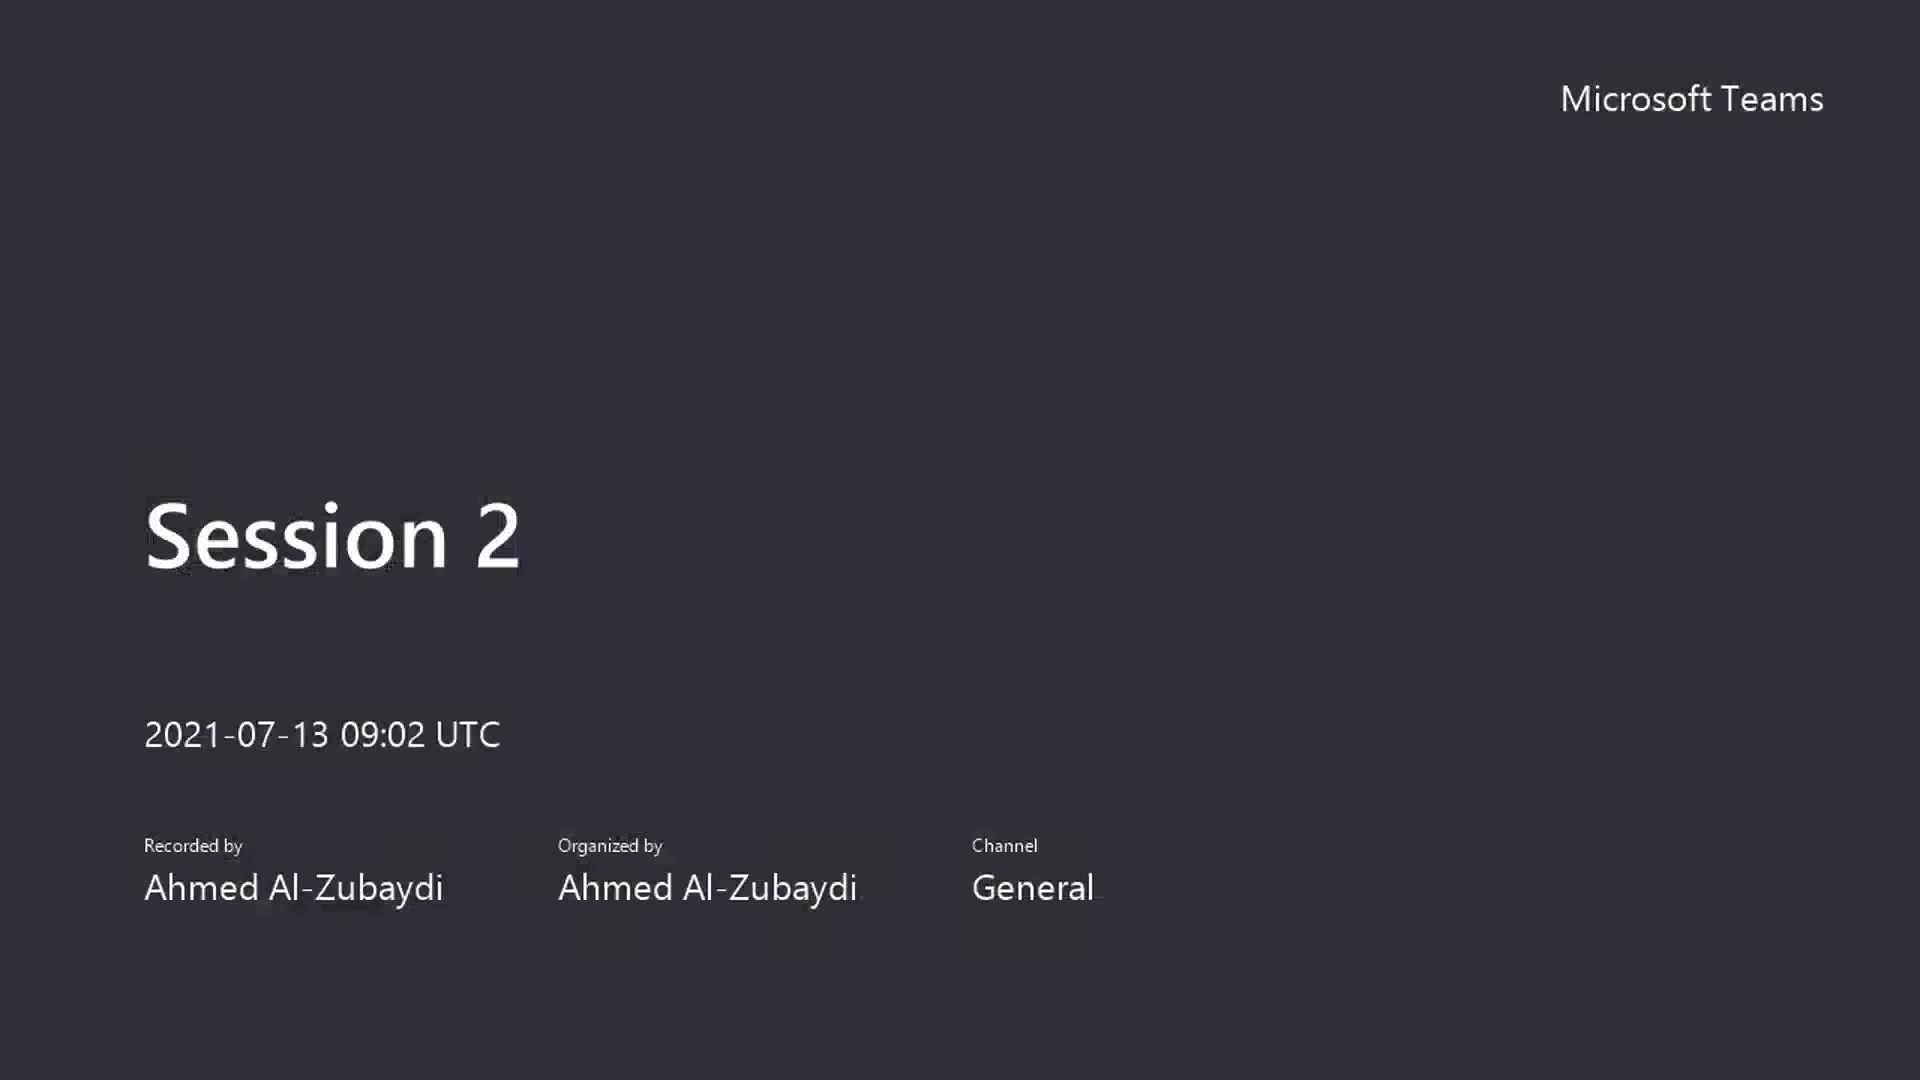 Microsoft Teams
Session 2
2021-07-13 09:02 UTC
Recorded by
Ahmed Al-Zubaydi
Organized by
Ahmed Al-Zubaydi
Channel
General